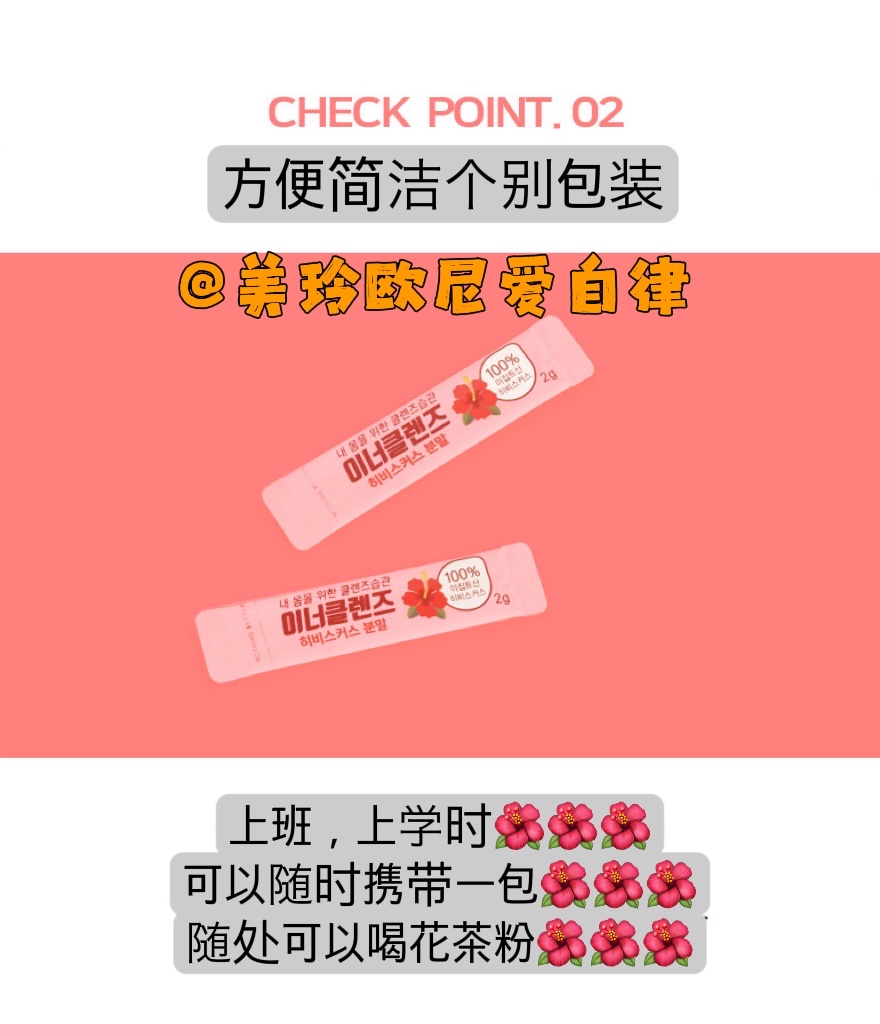 CHECK POINT. 02
方便简洁个别包装
@美玲欧尼爱自律
100%
이집트산
히비스커스
2g
내 몸을 위한 클렌즈습관
이너클렌즈
히비스커스 분말
100%
이집트산
히비스커스
2g
내 몸을 위한 클렌즈습관
이너클렌즈
히비스커스 분말
上班，上学时🌺🌺🌺
可以随时携带一包🌺🌺🌺
随处可以喝花茶粉🌺🌺🌺